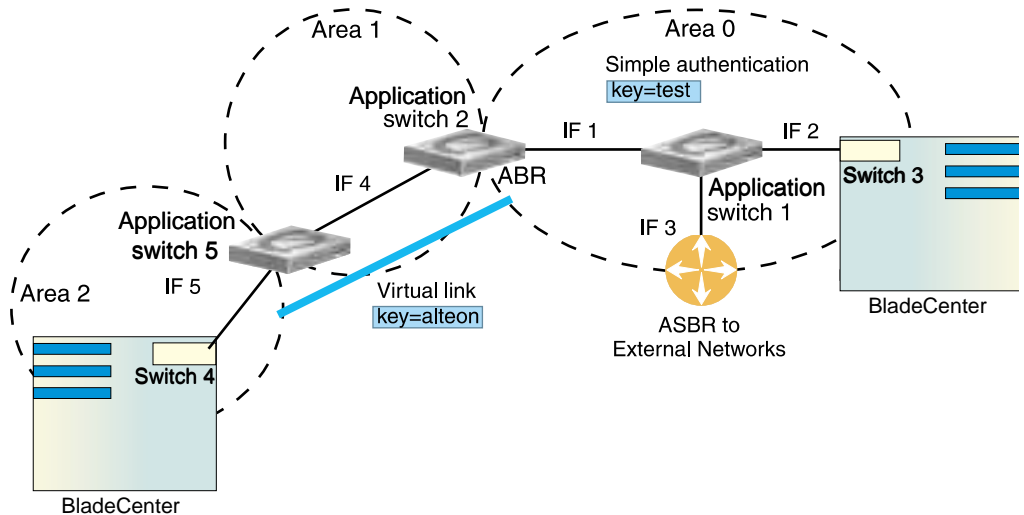 Area 1
Area 0
Simple authentication
key=test
Application
switch 2
IF 1
IF 2
ABR
Switch 3
Application
switch 1
IF 4
IF 3
Application
switch 5
Area 2
IF 5
Virtual link
key=alteon
BladeCenter
ASBR to
External Networks
Switch 4
BladeCenter